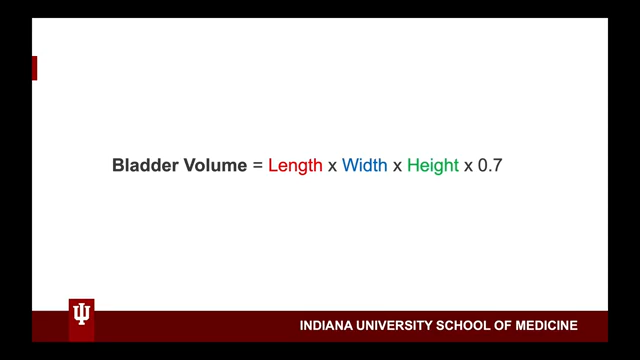 Bladder Volume = Length x Width x Height x 0.7
INDIANA UNIVERSITY SCHOOL OF MEDICINE